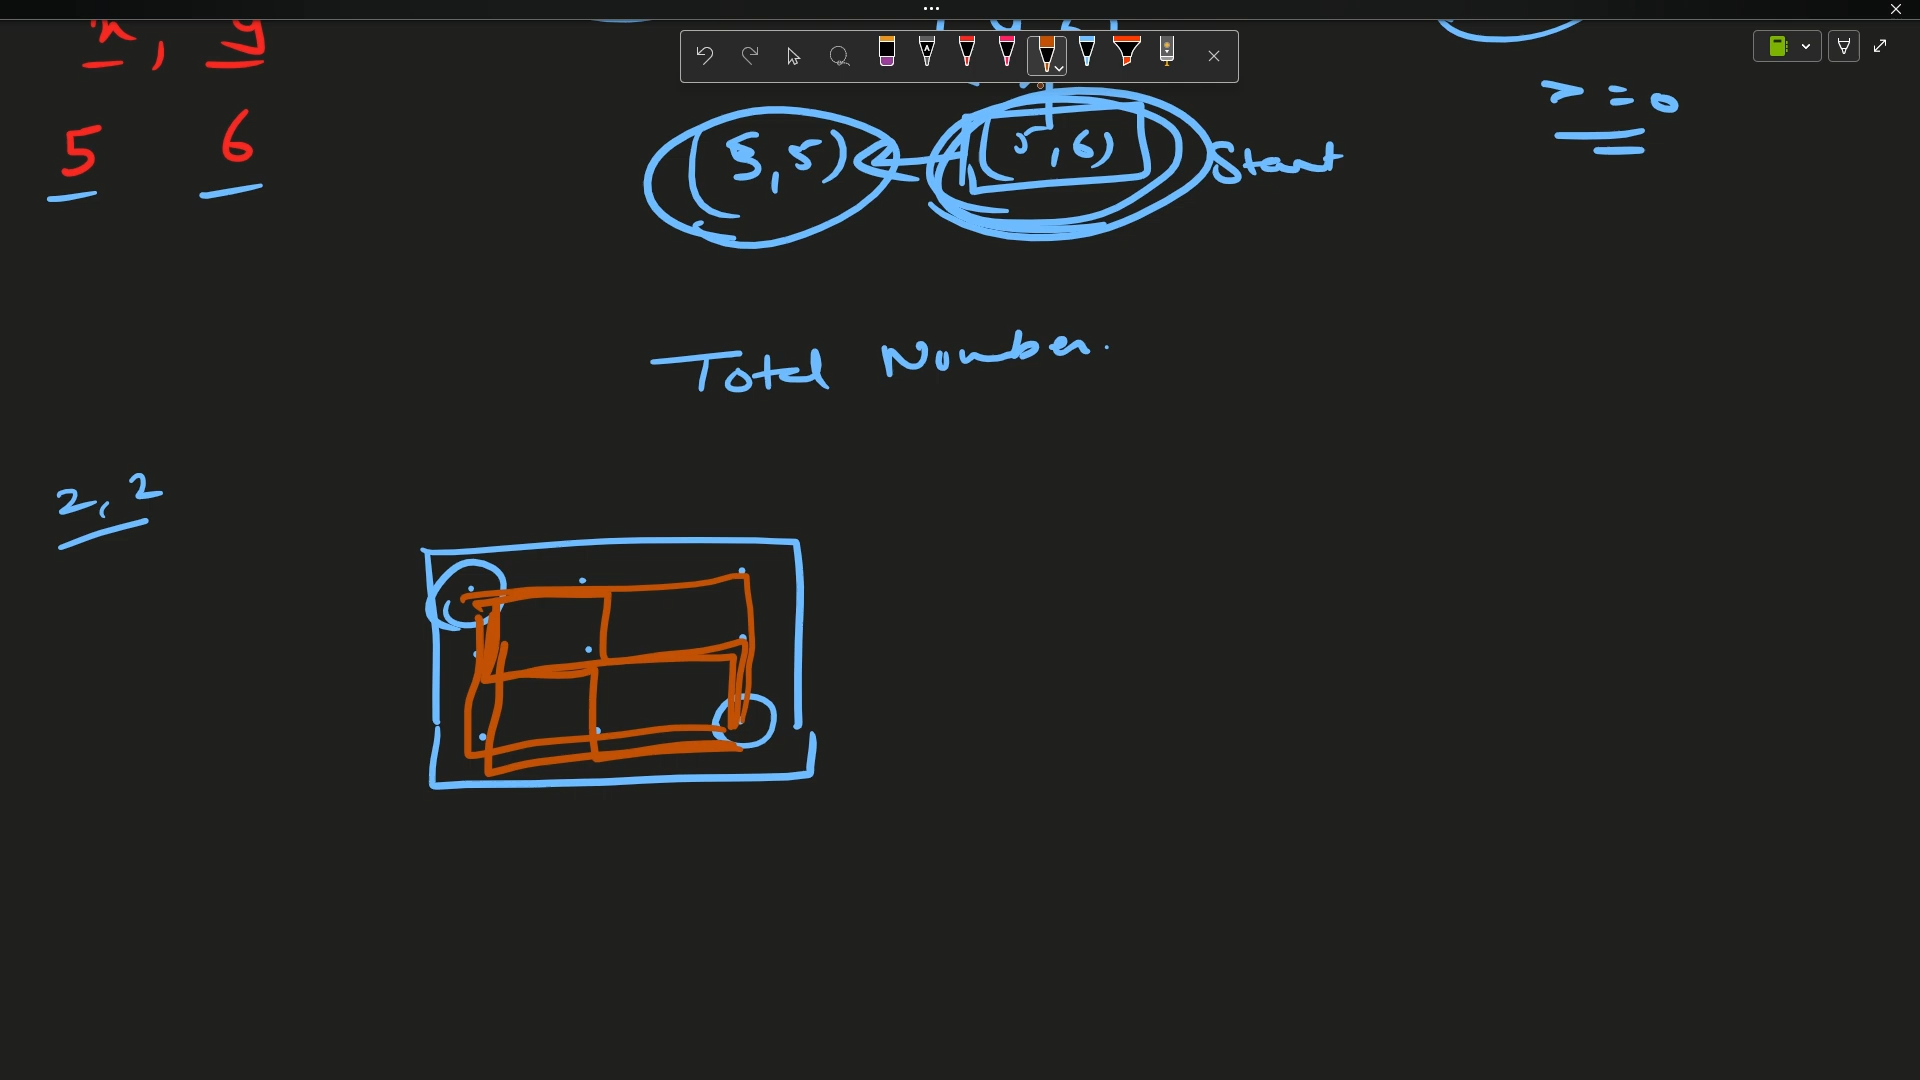 x, y
5 6
(5,5) (5,6) Start
> = 0
Total Number.
2, 2